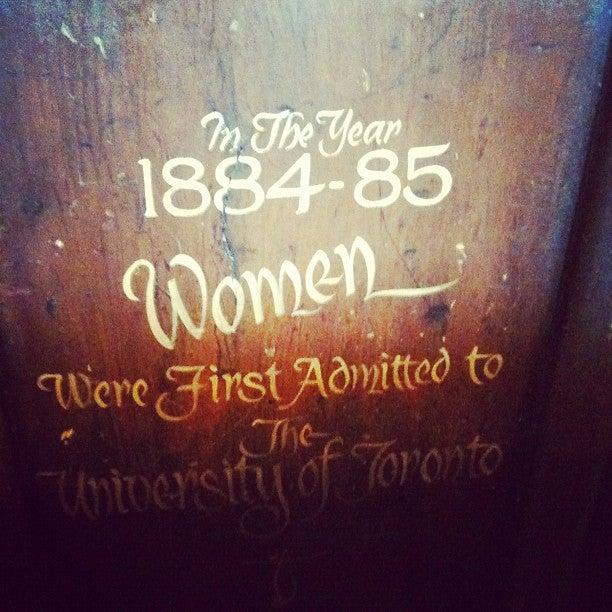 In The Year
1884-85
Women
Were First Admitted to
The
University of Toronto